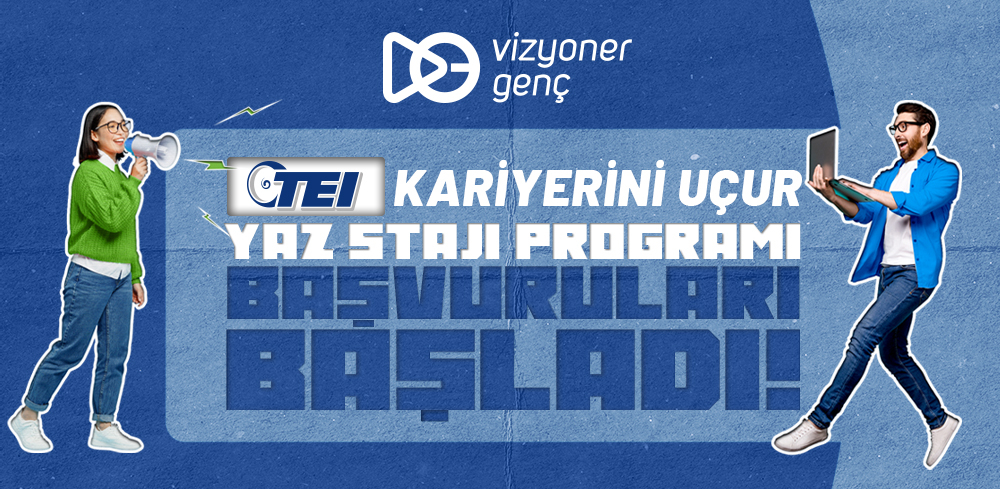 vizyoner
genç
TEI KARİYERİNİ UÇUR
YAZ STAJI PROGRAMI
BAŞVURULARI
BAŞLADI!